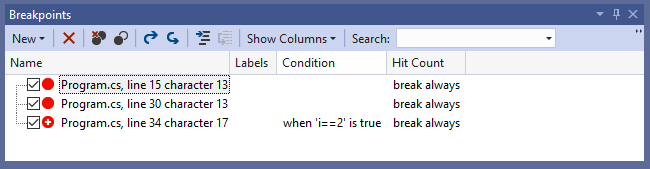 Breakpoints
New Show Columns Search:
Name Labels Condition Hit Count
Program.cs, line 15 character 13 break always
Program.cs, line 30 character 13 break always
Program.cs, line 34 character 17 when 'i==2' is true break always